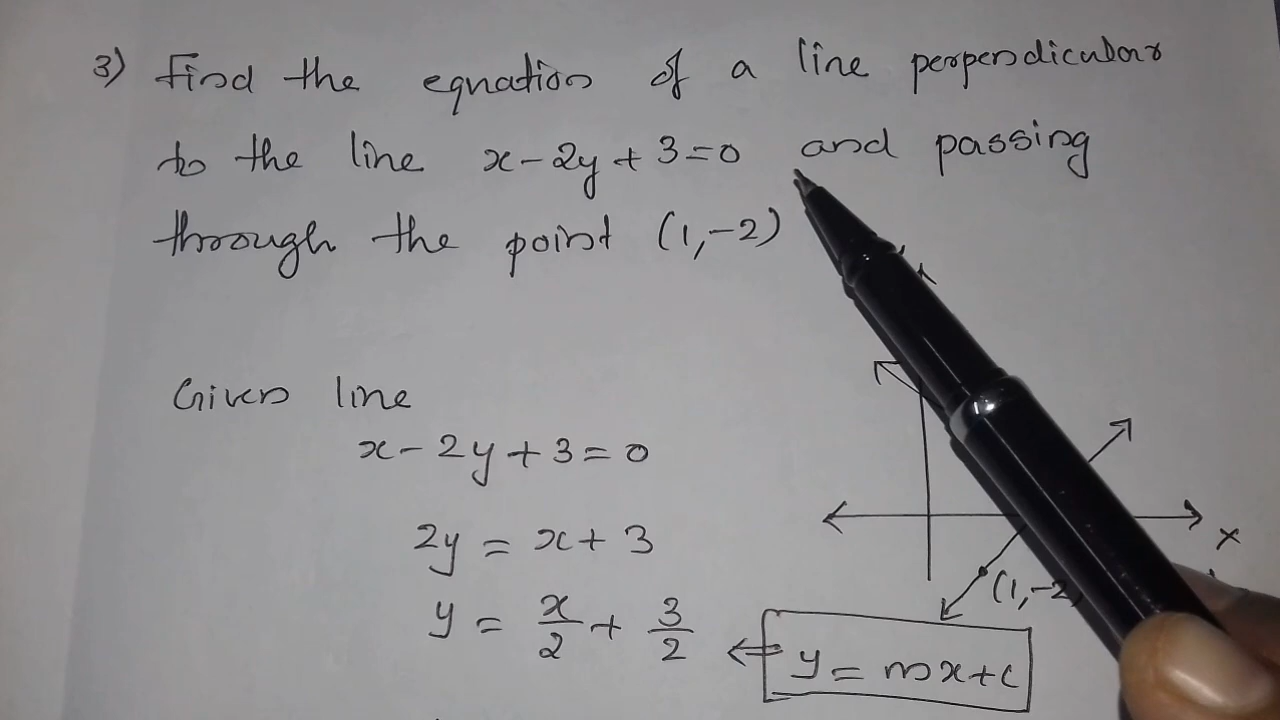 3) Find the equation of a line perpendicular
to the line x - 2y + 3 = 0 and passing
through the point (1, -2)
Given line
x - 2y + 3 = 0
2y = x + 3
y = x/2 + 3/2
y = mx + c
x
(1, -2)